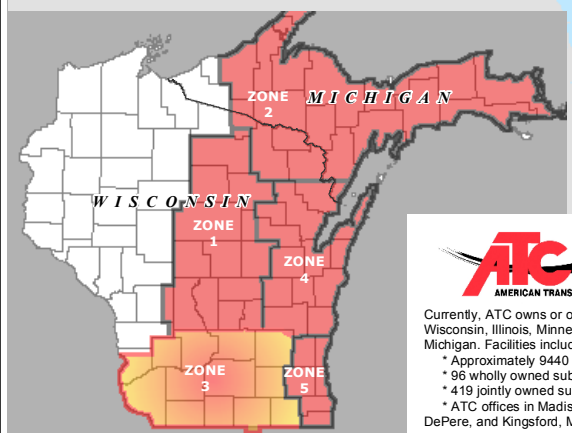 ZONE
2
MICHIGAN
WISCONSIN
ZONE
1
ZONE
4
ZONE
3
ZONE
5
ATC
AMERICAN TRANS
Currently, ATC owns or o
Wisconsin, Illinois, Minne
Michigan. Facilities includ
* Approximately 9440
* 96 wholly owned sub
* 419 jointly owned su
* ATC offices in Madis
DePere, and Kingsford, M